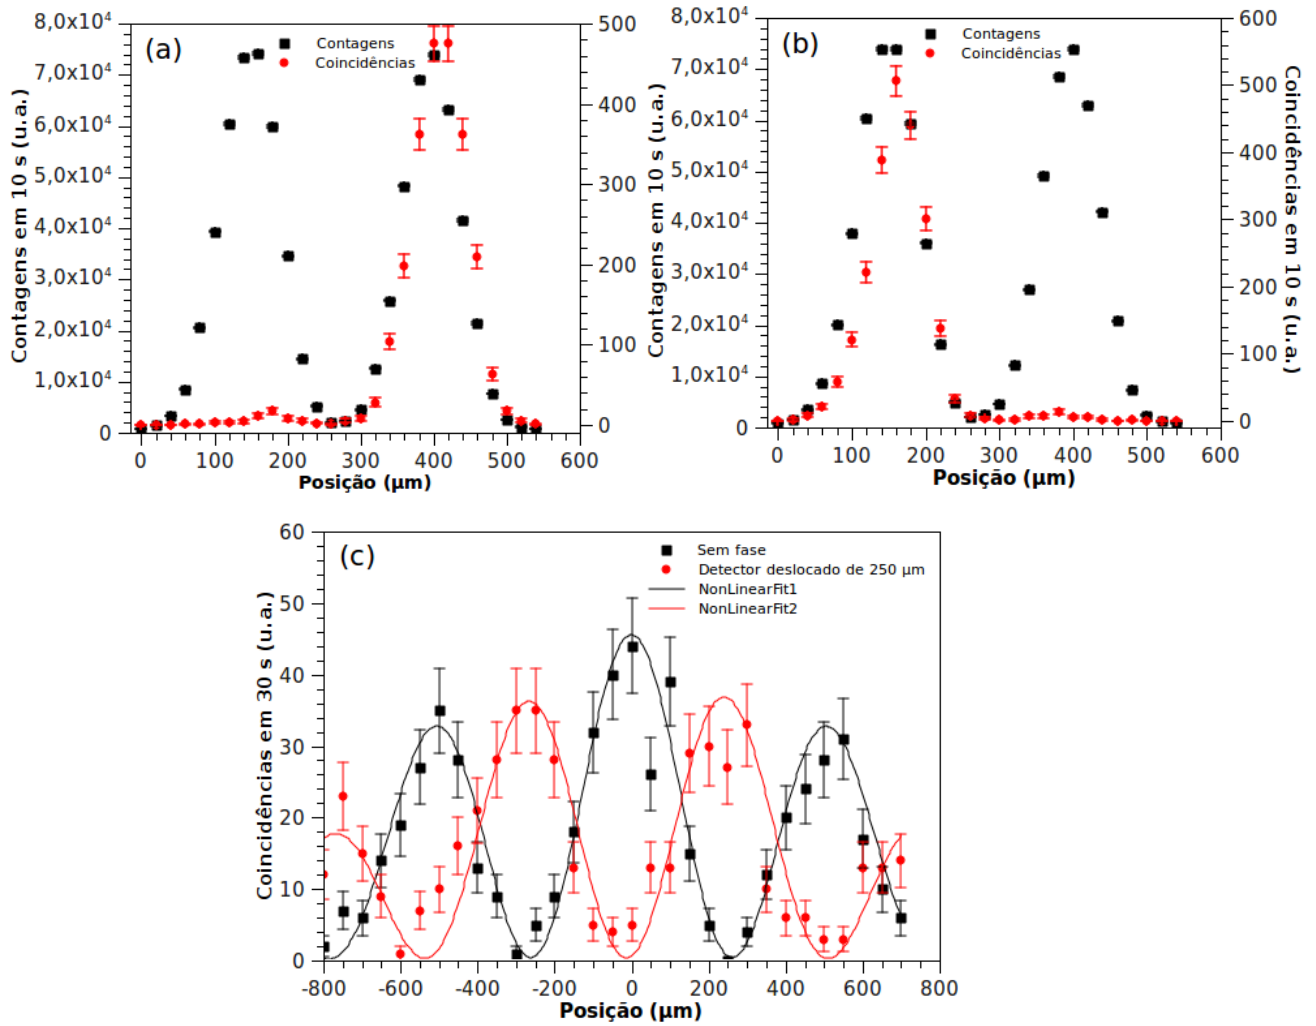 (a)
Contagens
Coincidências
8,0x10⁴
7,0x10⁴
6,0x10⁴
5,0x10⁴
4,0x10⁴
3,0x10⁴
2,0x10⁴
1,0x10⁴
0
500
400
300
200
100
0
0 100 200 300 400 500 600
Posição (µm)
Contagens em 10 s (u.a.)
(b)
Contagens
Coincidências
8,0x10⁴
7,0x10⁴
6,0x10⁴
5,0x10⁴
4,0x10⁴
3,0x10⁴
2,0x10⁴
1,0x10⁴
0
600
500
400
300
200
100
0
0 100 200 300 400 500 600
Posição (µm)
Contagens em 10 s (u.a.)
Coincidências em 10 s (u.a.)
(c)
Sem fase
Detector deslocado de 250 µm
NonLinearFit1
NonLinearFit2
60
50
40
30
20
10
0
-800 -600 -400 -200 0 200 400 600 800
Posição (µm)
Coincidências em 30 s (u.a.)